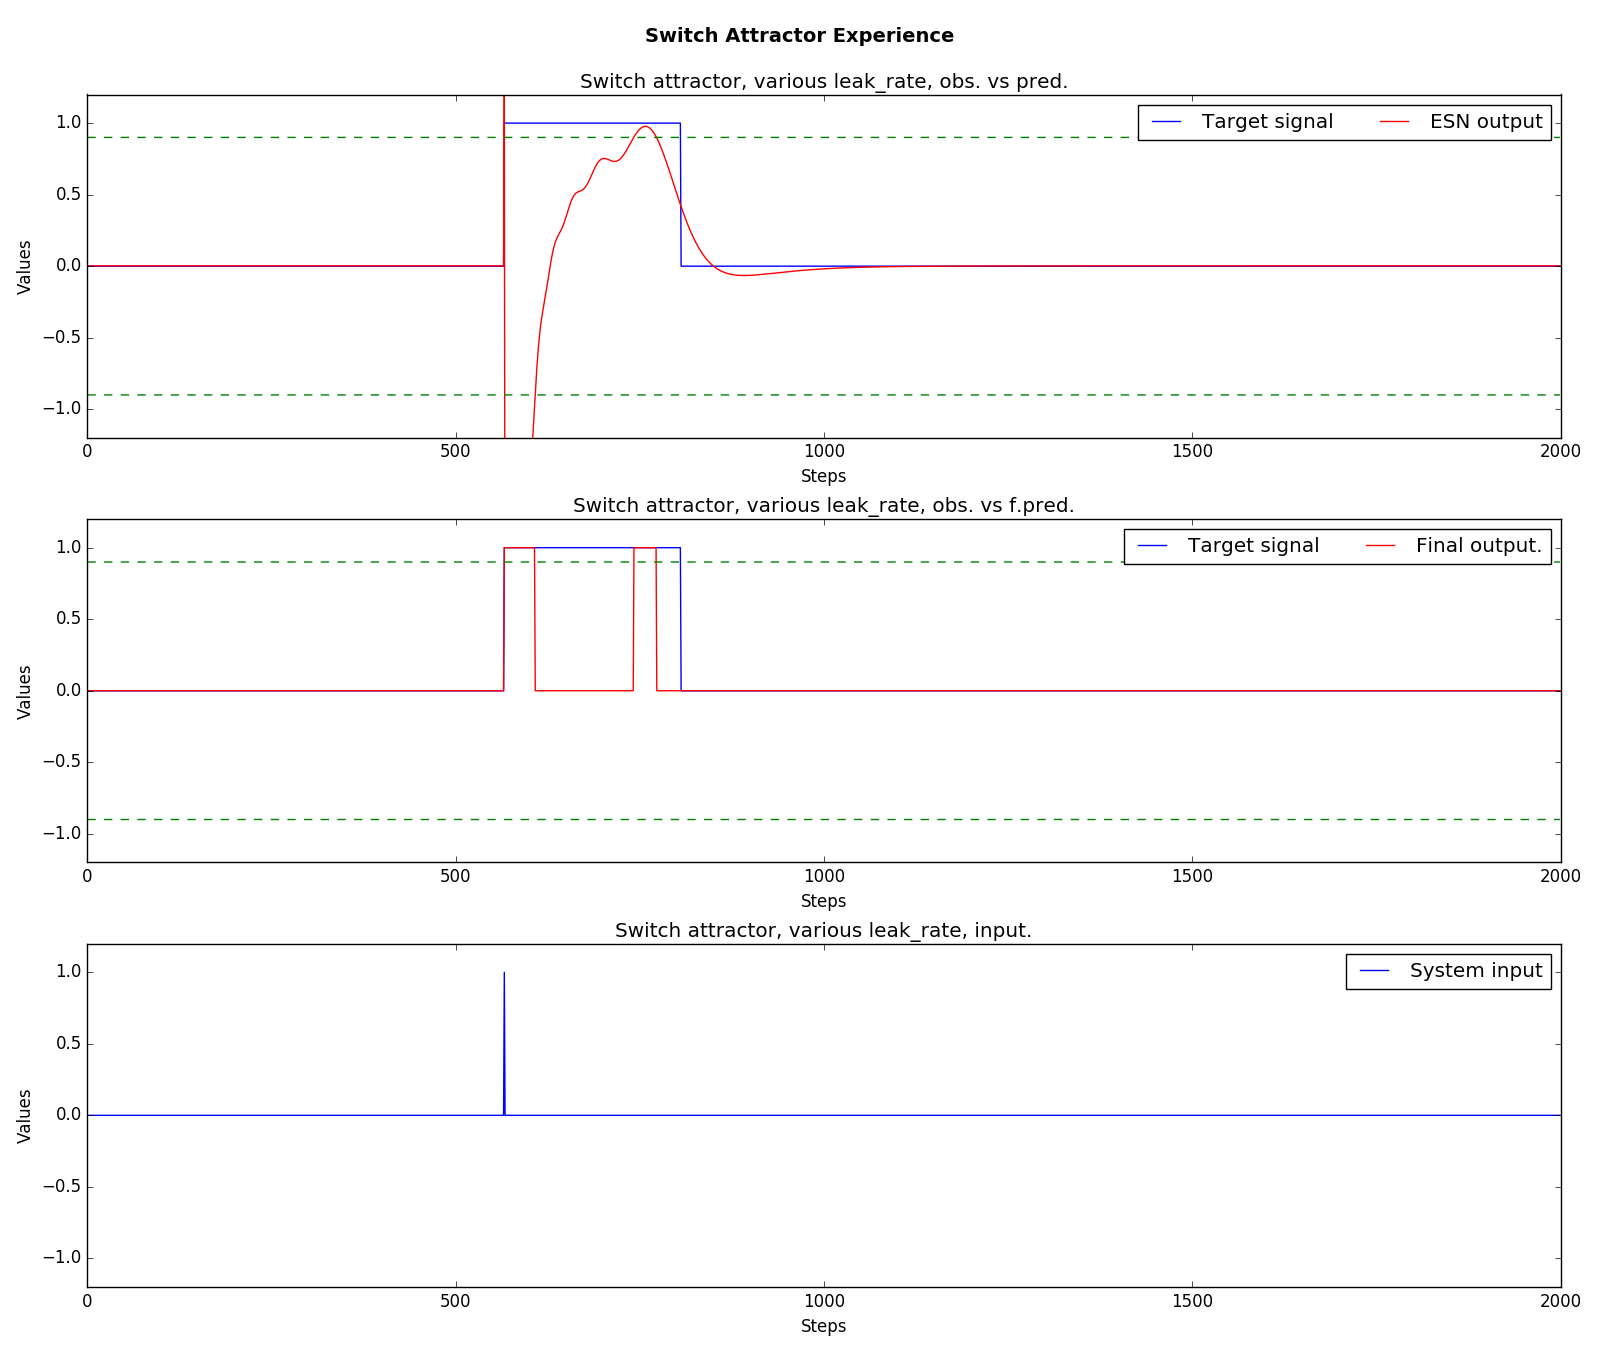 Switch Attractor Experience
Switch attractor, various leak_rate, obs. vs pred.
Target signal ESN output
1.0
0.5
0.0
−0.5
−1.0
Values
0 500 1000 1500 2000
Steps
Switch attractor, various leak_rate, obs. vs f.pred.
Target signal Final output.
1.0
0.5
0.0
−0.5
−1.0
Values
0 500 1000 1500 2000
Steps
Switch attractor, various leak_rate, input.
System input
1.0
0.5
0.0
−0.5
−1.0
Values
0 500 1000 1500 2000
Steps